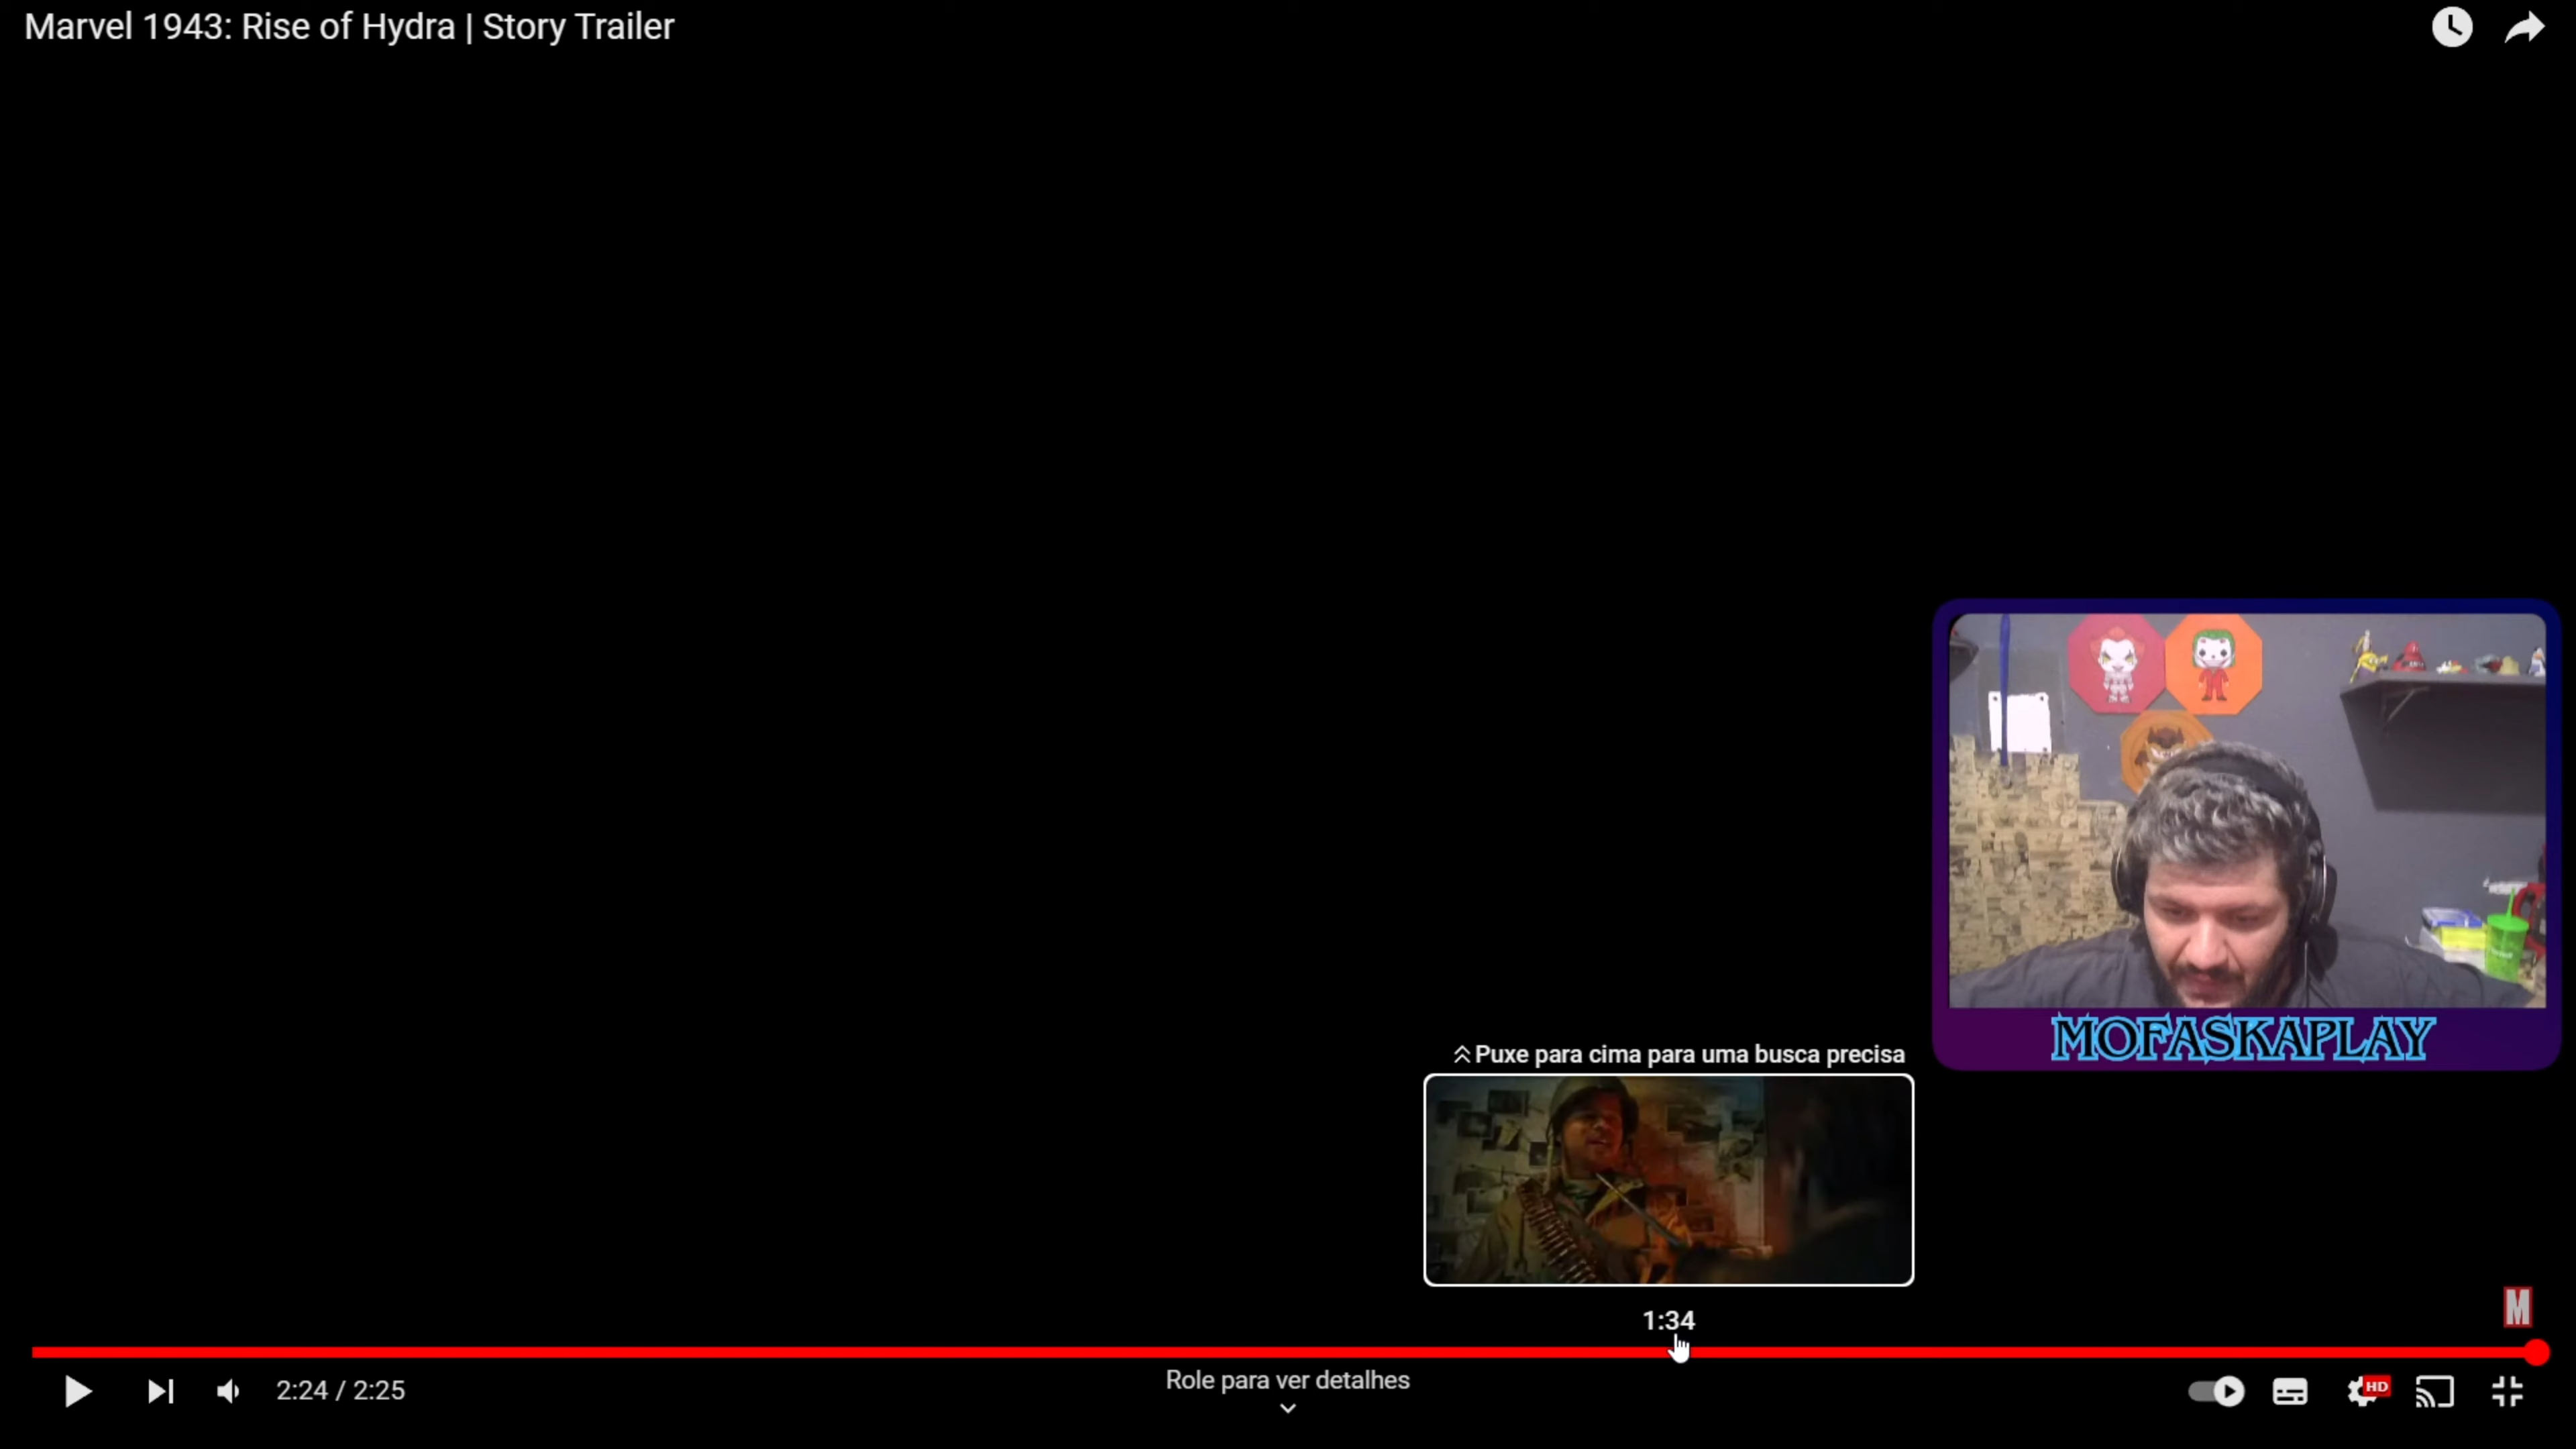 Marvel 1943: Rise of Hydra | Story Trailer
MOFASKAPLAY
Puxe para cima para uma busca precisa
1:34
M
2:24 / 2:25
Role para ver detalhes
HD